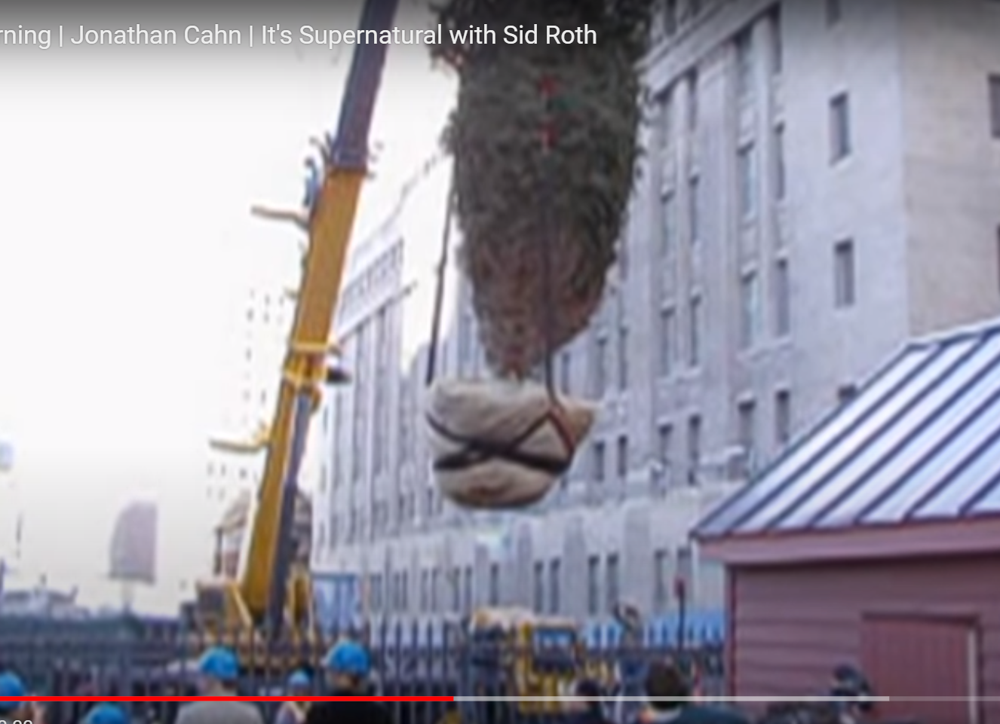 rning | Jonathan Cahn | It's Supernatural with Sid Roth